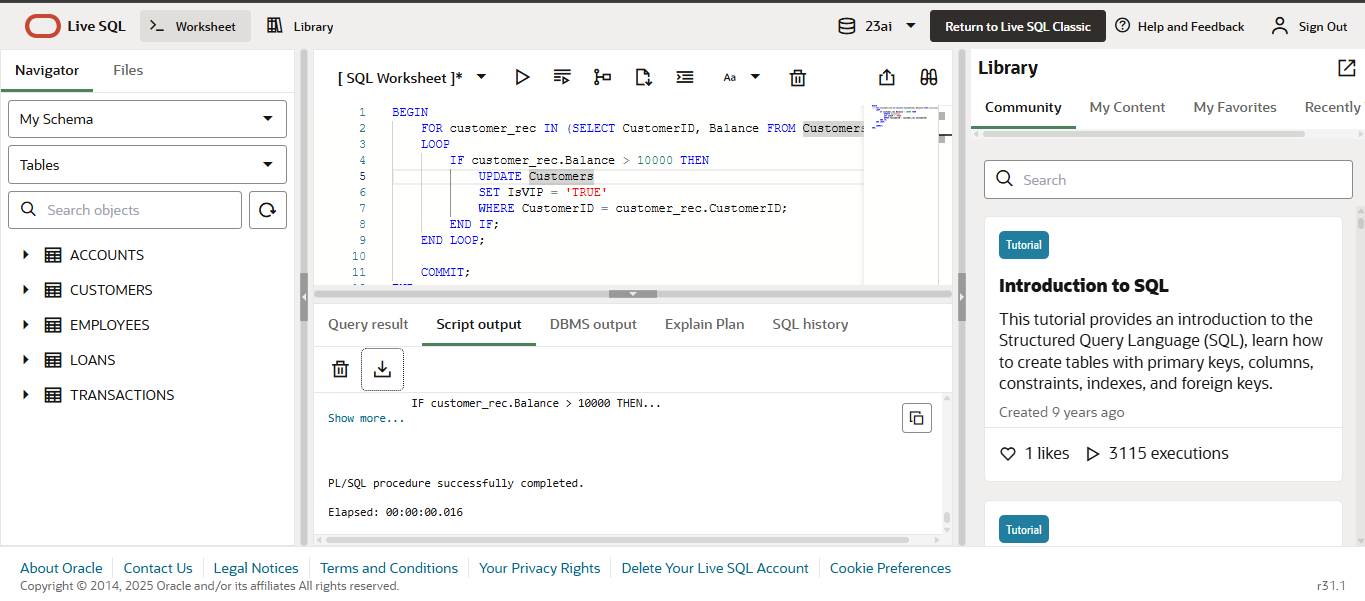 Live SQL
Worksheet
Library
23ai
Return to Live SQL Classic
Help and Feedback
Sign Out
Navigator
Files
My Schema
Tables
Search objects
ACCOUNTS
CUSTOMERS
EMPLOYEES
LOANS
TRANSACTIONS
[ SQL Worksheet ]*
Aa
1 BEGIN
2 FOR customer_rec IN (SELECT CustomerID, Balance FROM Customers
3 LOOP
4 IF customer_rec.Balance > 10000 THEN
5 UPDATE Customers
6 SET IsVIP = 'TRUE'
7 WHERE CustomerID = customer_rec.CustomerID;
8 END IF;
9 END LOOP;
10
11 COMMIT;
Query result
Script output
DBMS output
Explain Plan
SQL history
IF customer_rec.Balance > 10000 THEN...
Show more...
PL/SQL procedure successfully completed.
Elapsed: 00:00:00.016
Library
Community
My Content
My Favorites
Recently
Search
Tutorial
Introduction to SQL
This tutorial provides an introduction to the
Structured Query Language (SQL), learn how
to create tables with primary keys, columns,
constraints, indexes, and foreign keys.
Created 9 years ago
1 likes
3115 executions
Tutorial
About Oracle
Contact Us
Legal Notices
Terms and Conditions
Your Privacy Rights
Delete Your Live SQL Account
Cookie Preferences
Copyright © 2014, 2025 Oracle and/or its affiliates All rights reserved.
r31.1